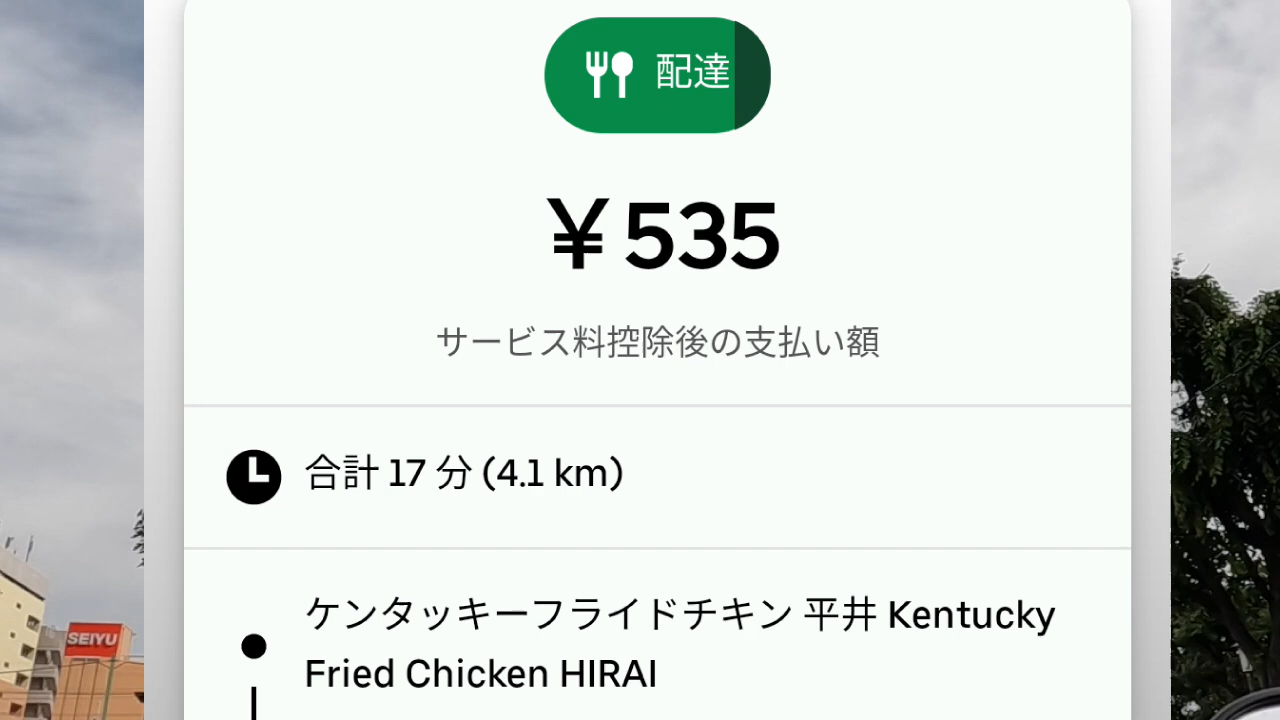 配達
￥535
サービス料控除後の支払い額
合計 17 分 (4.1 km)
ケンタッキーフライドチキン 平井 Kentucky
Fried Chicken HIRAI
SEIYU